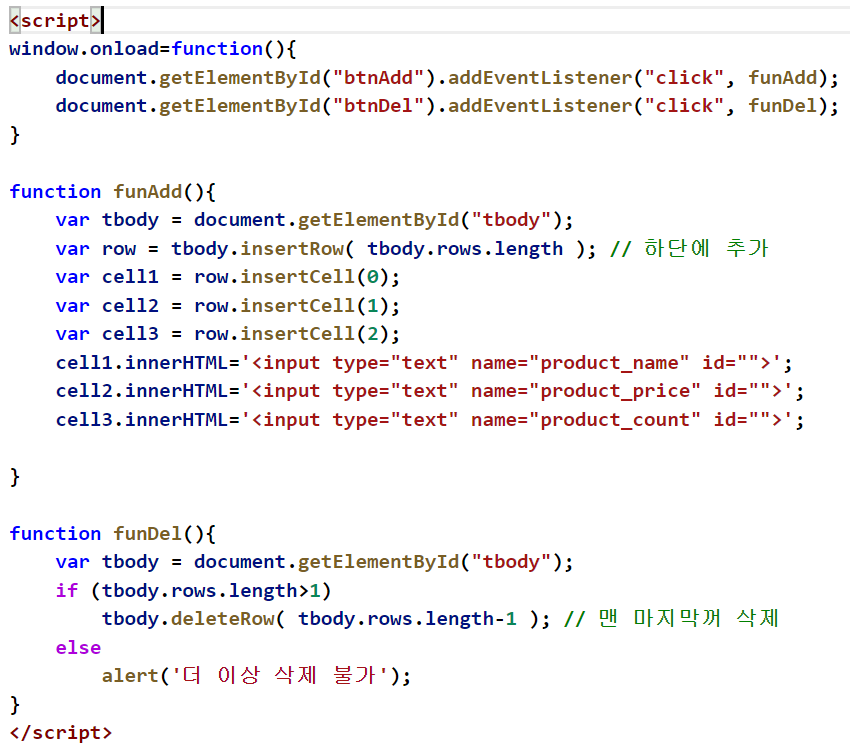 <script>
window.onload=function(){
    document.getElementById("btnAdd").addEventListener("click", funAdd);
    document.getElementById("btnDel").addEventListener("click", funDel);
}

function funAdd(){
    var tbody = document.getElementById("tbody");
    var row = tbody.insertRow( tbody.rows.length ); // 하단에 추가
    var cell1 = row.insertCell(0);
    var cell2 = row.insertCell(1);
    var cell3 = row.insertCell(2);
    cell1.innerHTML='<input type="text" name="product_name" id="">';
    cell2.innerHTML='<input type="text" name="product_price" id="">';
    cell3.innerHTML='<input type="text" name="product_count" id="">';

}

function funDel(){
    var tbody = document.getElementById("tbody");
    if (tbody.rows.length>1)
        tbody.deleteRow( tbody.rows.length-1 ); // 맨 마지막꺼 삭제
    else
        alert('더 이상 삭제 불가');
}
</script>